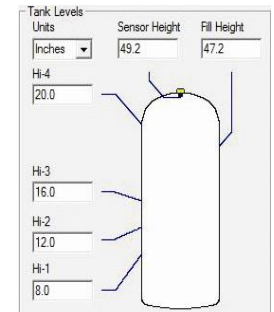 Tank Levels
Units
Sensor Height
Fill Height
Inches
49.2
47.2
Hi-4
20.0
Hi-3
16.0
Hi-2
12.0
Hi-1
8.0